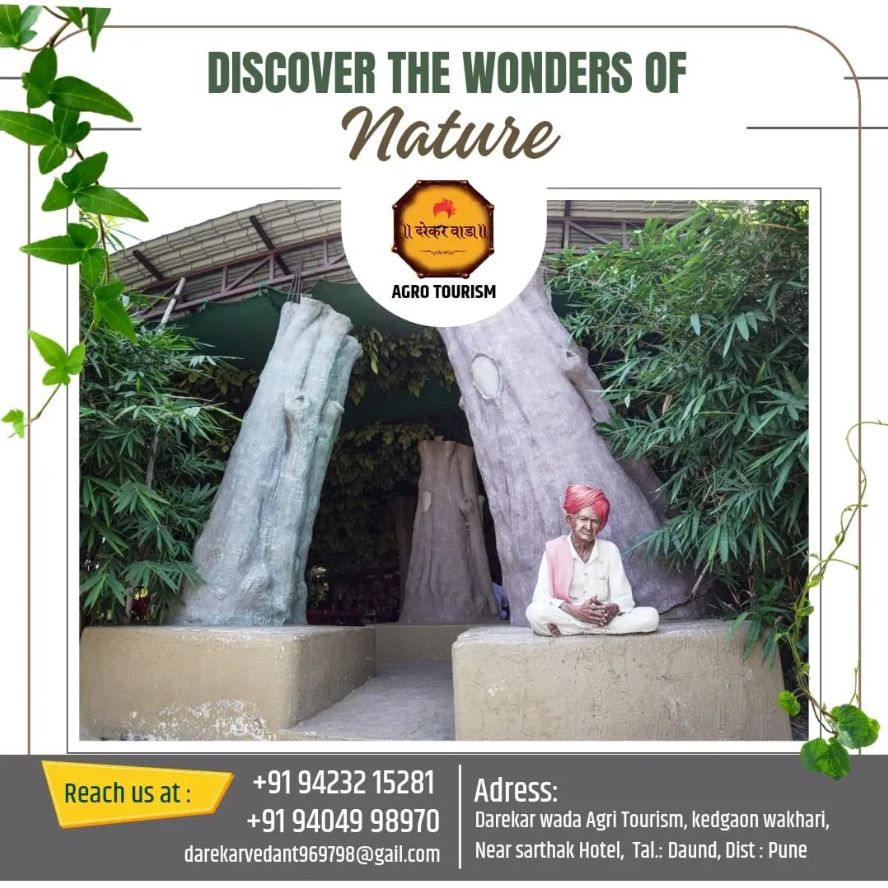 DISCOVER THE WONDERS OF
Nature
॥ दरेकर वाडा ॥
AGRO TOURISM
Reach us at :
+91 94232 15281
+91 94049 98970
darekarvedant969798@gail.com
Adress:
Darekar wada Agri Tourism, kedgaon wakhari,
Near sarthak Hotel, Tal.: Daund, Dist : Pune